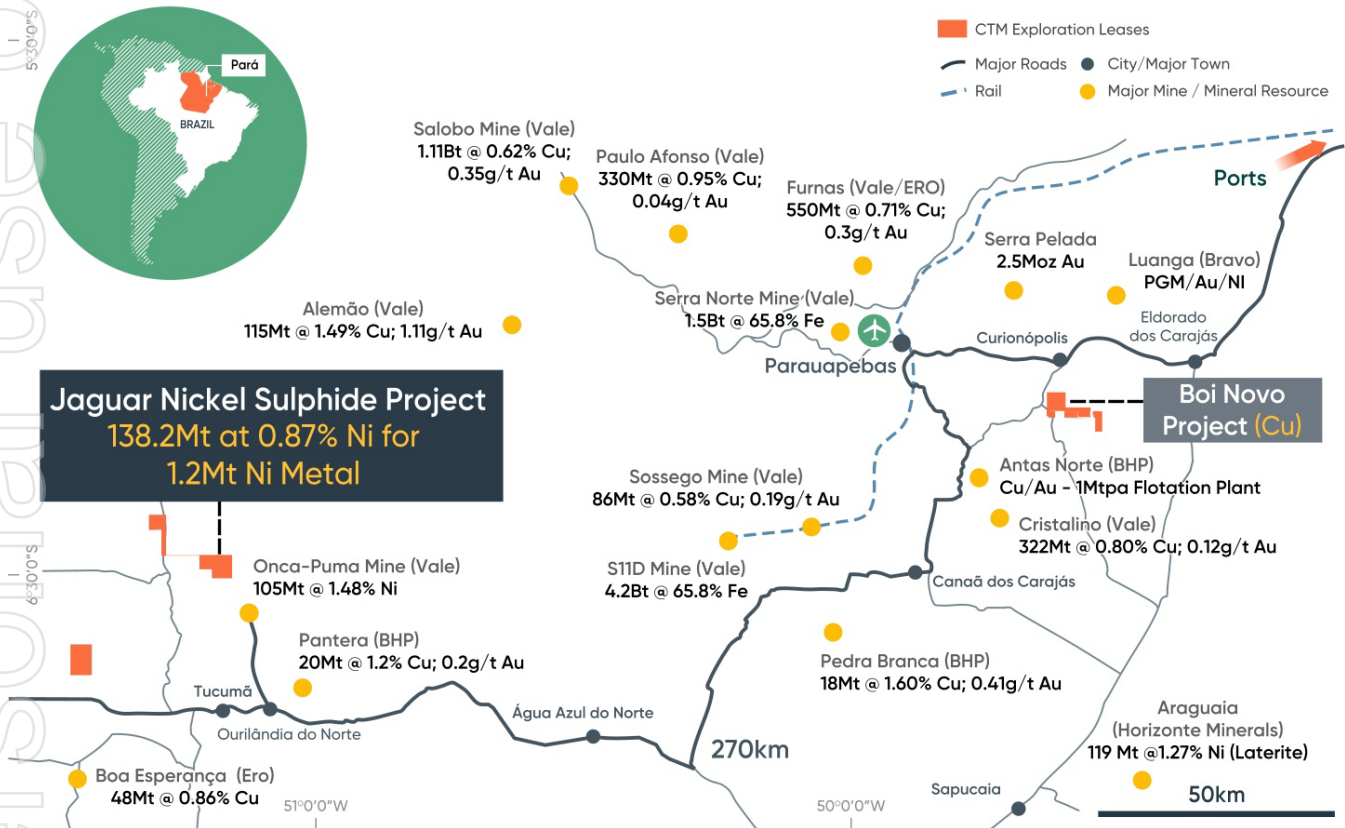 CTM Exploration Leases
Major Roads
City/Major Town
Rail
Major Mine / Mineral Resource
Pará
BRAZIL
5°30'0"S
Salobo Mine (Vale)
1.11Bt @ 0.62% Cu;
0.35g/t Au
Paulo Afonso (Vale)
330Mt @ 0.95% Cu;
0.04g/t Au
Furnas (Vale/ERO)
550Mt @ 0.71% Cu;
0.3g/t Au
Ports
Serra Pelada
2.5Moz Au
Luanga (Bravo)
PGM/Au/NI
Alemão (Vale)
115Mt @ 1.49% Cu; 1.11g/t Au
Serra Norte Mine (Vale)
1.5Bt @ 65.8% Fe
Parauapebas
Curionópolis
Eldorado
dos Carajás
Jaguar Nickel Sulphide Project
138.2Mt at 0.87% Ni for
1.2Mt Ni Metal
Boi Novo
Project (Cu)
Sossego Mine (Vale)
86Mt @ 0.58% Cu; 0.19g/t Au
Antas Norte (BHP)
Cu/Au - 1Mtpa Flotation Plant
Cristalino (Vale)
322Mt @ 0.80% Cu; 0.12g/t Au
6°30'0"S
Onca-Puma Mine (Vale)
105Mt @ 1.48% Ni
S11D Mine (Vale)
4.2Bt @ 65.8% Fe
Canaã dos Carajás
Pantera (BHP)
20Mt @ 1.2% Cu; 0.2g/t Au
Pedra Branca (BHP)
18Mt @ 1.60% Cu; 0.41g/t Au
Tucumã
Ourilândia do Norte
Água Azul do Norte
270km
Araguaia
(Horizonte Minerals)
119 Mt @1.27% Ni (Laterite)
Boa Esperança (Ero)
48Mt @ 0.86% Cu
51°0'0"W
50°0'0"W
Sapucaia
50km